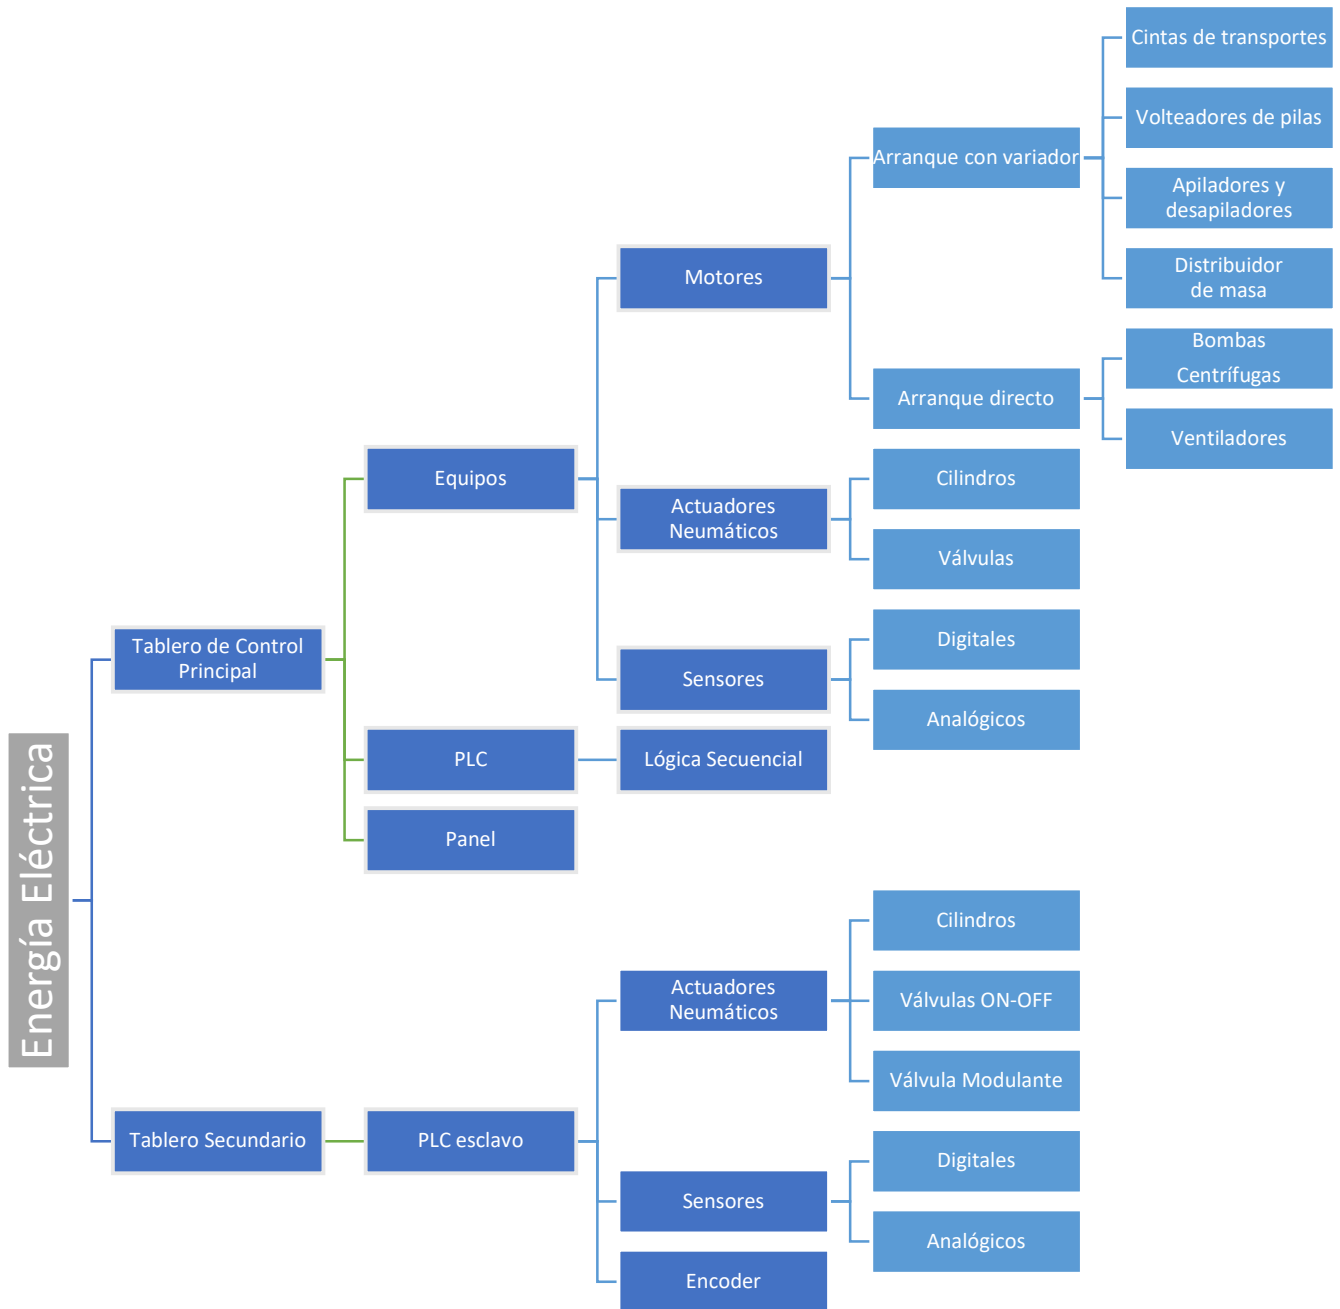 Cintas de transportes
Volteadores de pilas
Arranque con variador
Apiladores y
desapiladores
Motores
Distribuidor
de masa
Bombas
Centrífugas
Arranque directo
Ventiladores
Equipos
Cilindros
Actuadores
Neumáticos
Válvulas
Tablero de Control
Principal
Digitales
Sensores
Analógicos
PLC
Lógica Secuencial
Panel
Energía Eléctrica
Cilindros
Actuadores
Neumáticos
Válvulas ON-OFF
Válvula Modulante
Tablero Secundario
PLC esclavo
Digitales
Sensores
Analógicos
Encoder